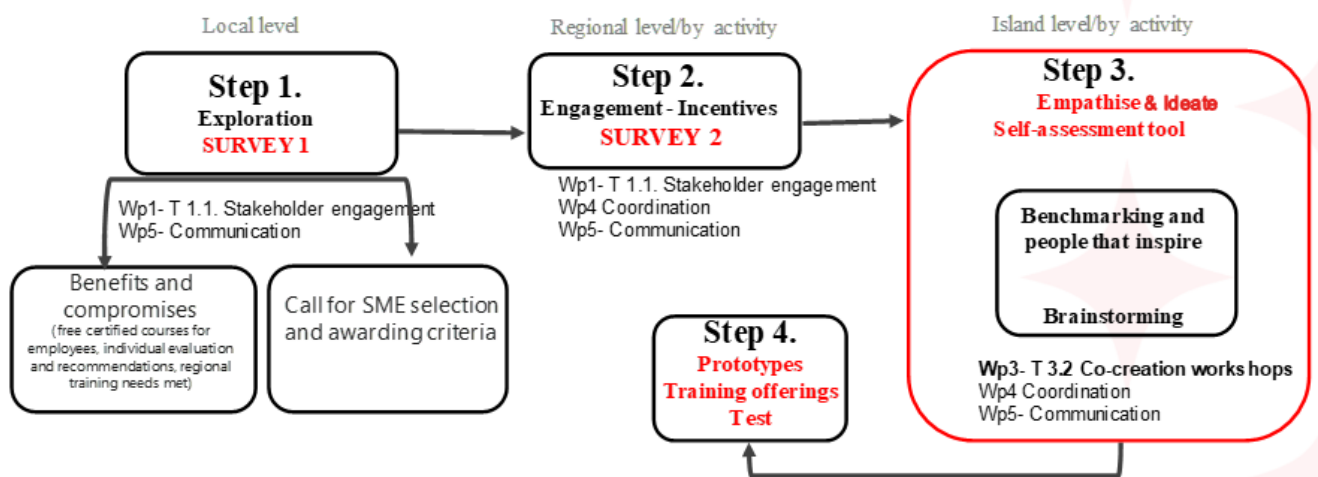 Local level
Regional level/by activity
Island level/by activity
Step 1.
Exploration
SURVEY 1
Step 2.
Engagement - Incentives
SURVEY 2
Step 3.
Empathise & Ideate
Self-assessment tool
Wp1- T 1.1. Stakeholder engagement
Wp5- Communication
Wp1- T 1.1. Stakeholder engagement
Wp4 Coordination
Wp5- Communication
Benchmarking and
people that inspire
Brainstorming
Benefits and
compromises
(free certified courses for
employees, individual evaluation
and recommendations, regional
training needs met)
Call for SME selection
and awarding criteria
Step 4.
Prototypes
Training offerings
Test
Wp3- T 3.2 Co-creation workshops
Wp4 Coordination
Wp5- Communication